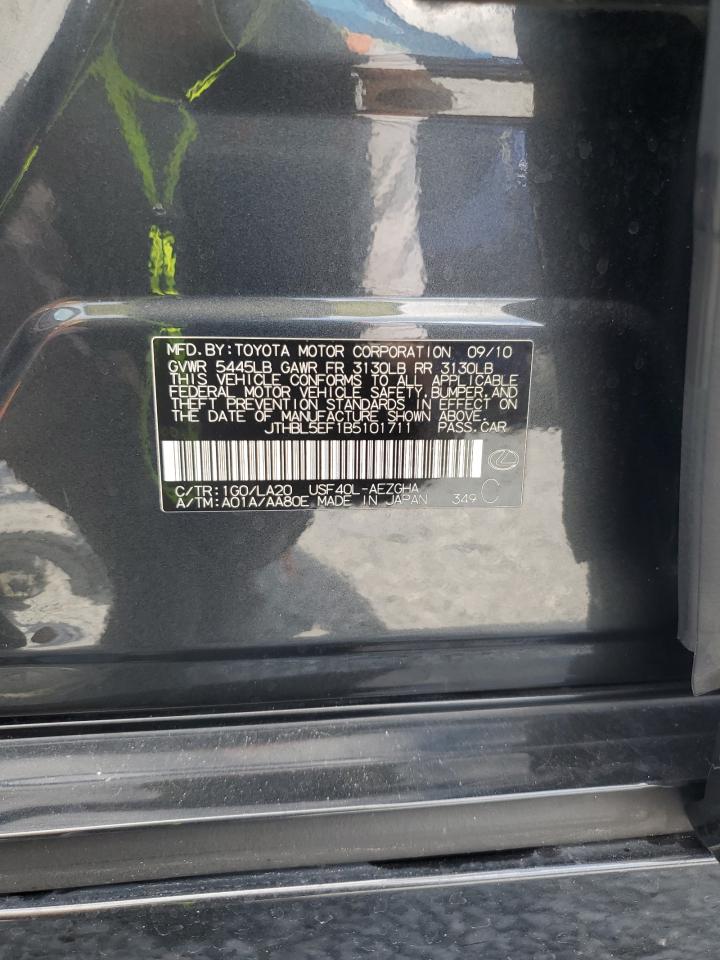 MFD.BY:TOYOTA MOTOR CORPORATION 09/10
GVWR 5445LB GAWR FR 3130LB RR 3130LB
THIS VEHICLE CONFORMS TO ALL APPLICABLE
FEDERAL MOTOR VEHICLE SAFETY,BUMPER,AND
THEFT PREVENTION STANDARDS IN EFFECT ON
THE DATE OF MANUFACTURE SHOWN ABOVE.
JTHBL5EF1B5101711 PASS.CAR
C/TR:1G0/LA20 USF40L-AEZGHA
A/TM:A01A/AA80E MADE IN JAPAN 349 C